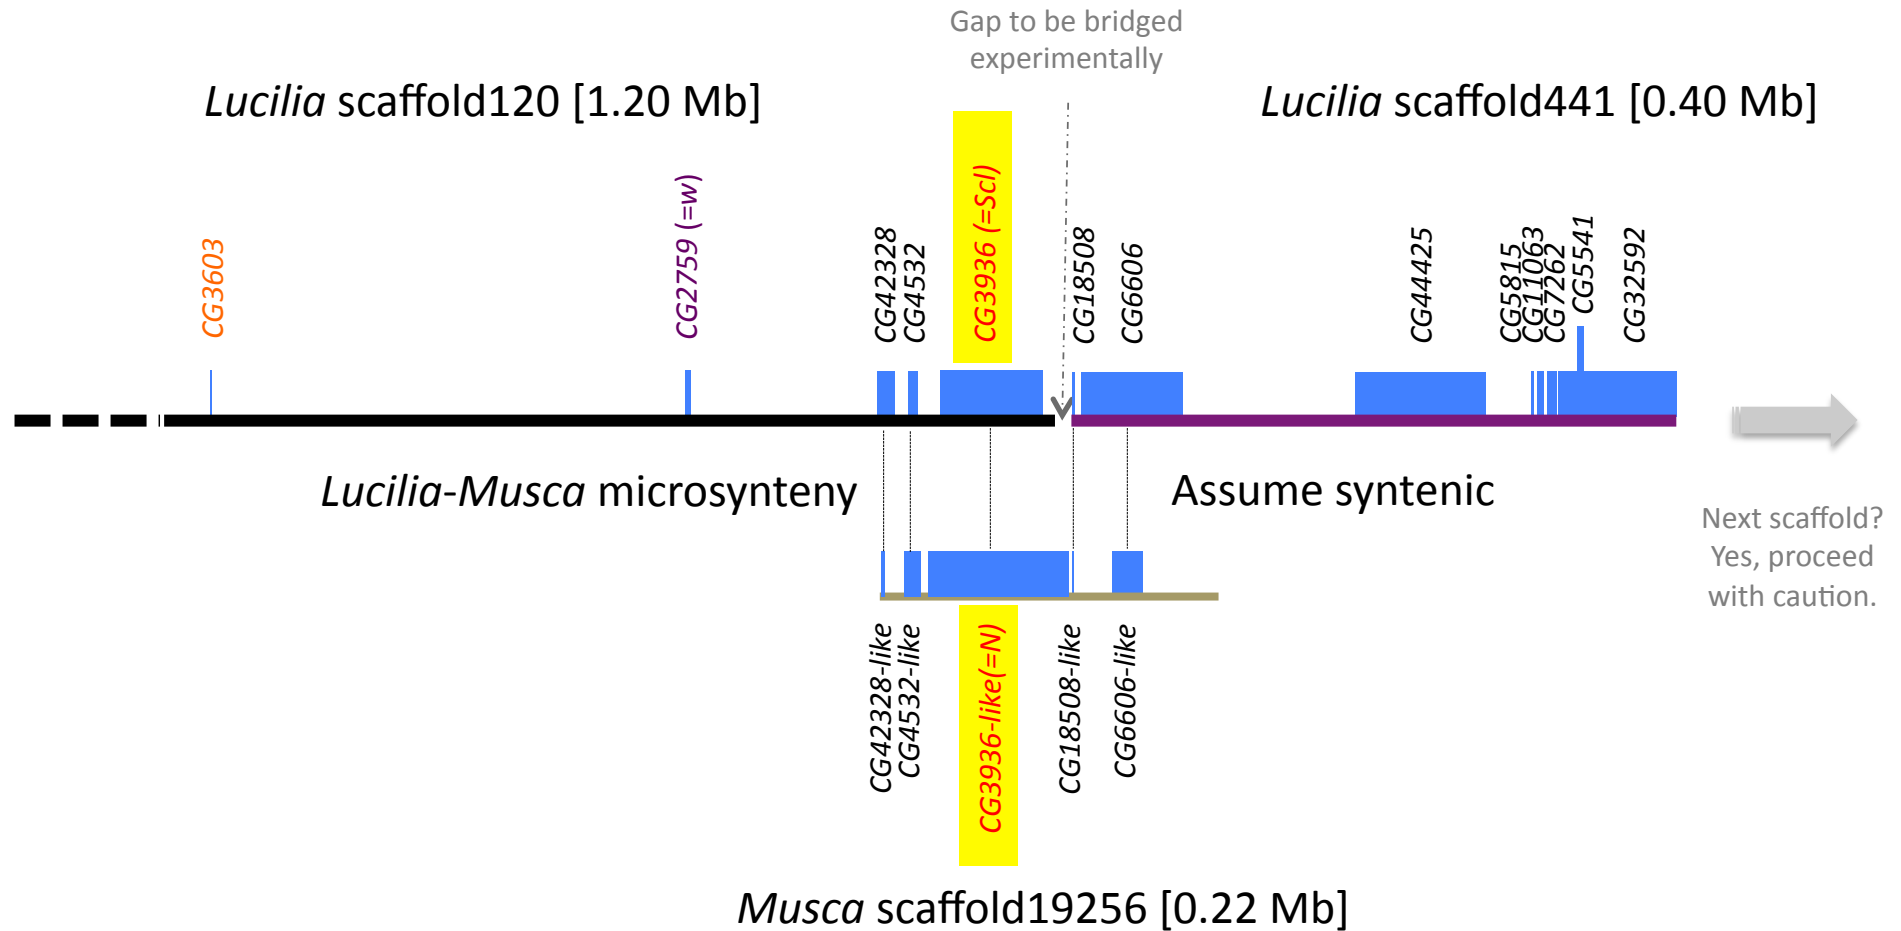 Gap to be bridged
experimentally
Lucilia scaffold120 [1.20 Mb]
Lucilia scaffold441 [0.40 Mb]
CG3603
CG2759 (=w)
CG42328
CG4532
CG3936 (=Scl)
CG18508
CG6606
CG44425
CG5815
CG11063
CG7262
CG5541
CG32592
Lucilia-Musca microsynteny
Assume syntenic
Next scaffold?
Yes, proceed
with caution.
CG42328-like
CG4532-like
CG3936-like(=N)
CG18508-like
CG6606-like
Musca scaffold19256 [0.22 Mb]